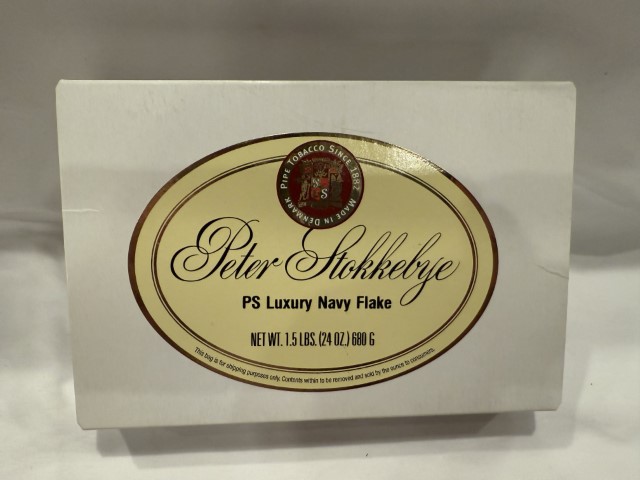 PIPE TOBACCO SINCE 1882
MADE IN DENMARK
N
S
Peter Stokkebye
PS Luxury Navy Flake
NET WT. 1.5 LBS. (24 OZ.) 680 G
This bag is for shipping purposes only. Contents within to be removed and sold by the ounce to consumers.